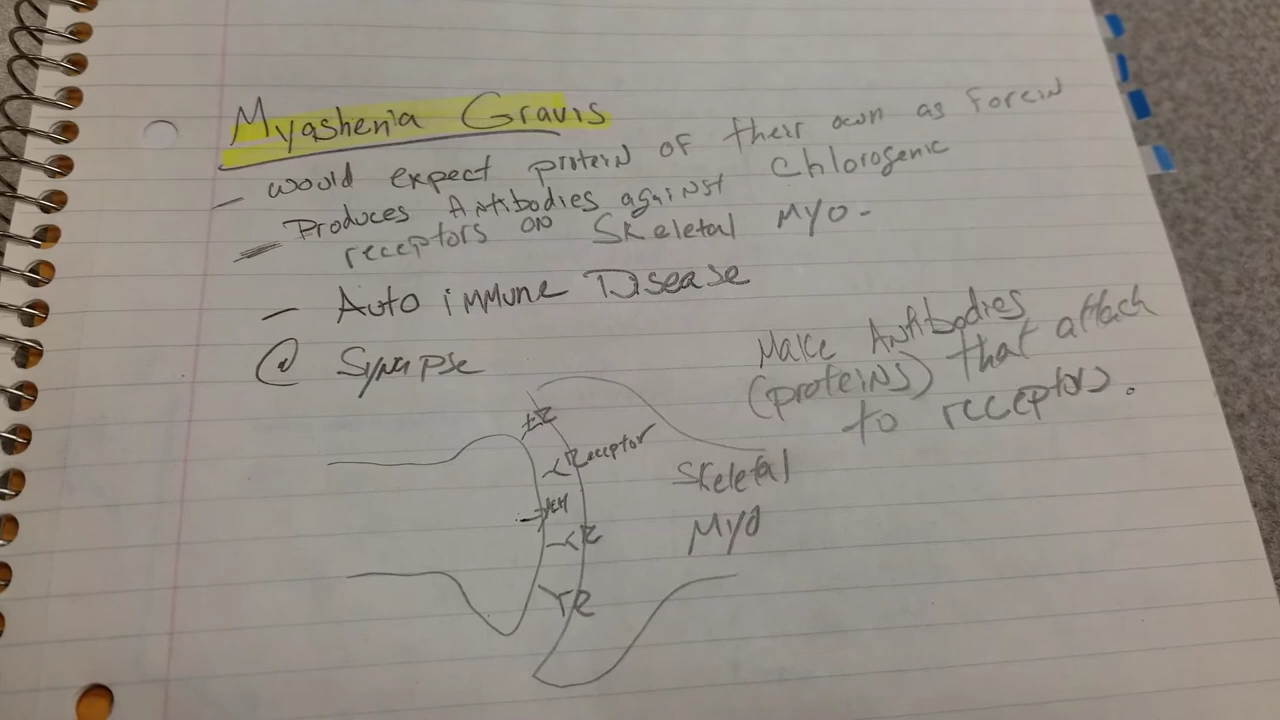 Myashenia Gravis
- would expect protein of their own as Forein
- Produces Antibodies against Chlorogenic
receptors on Skeletal Myo-
- Auto immune Disease
@ Synapse
Make Antibodies
(proteins) that attach
to receptors.
R
Receptor
ACH
R
R
Skeletal
Myo